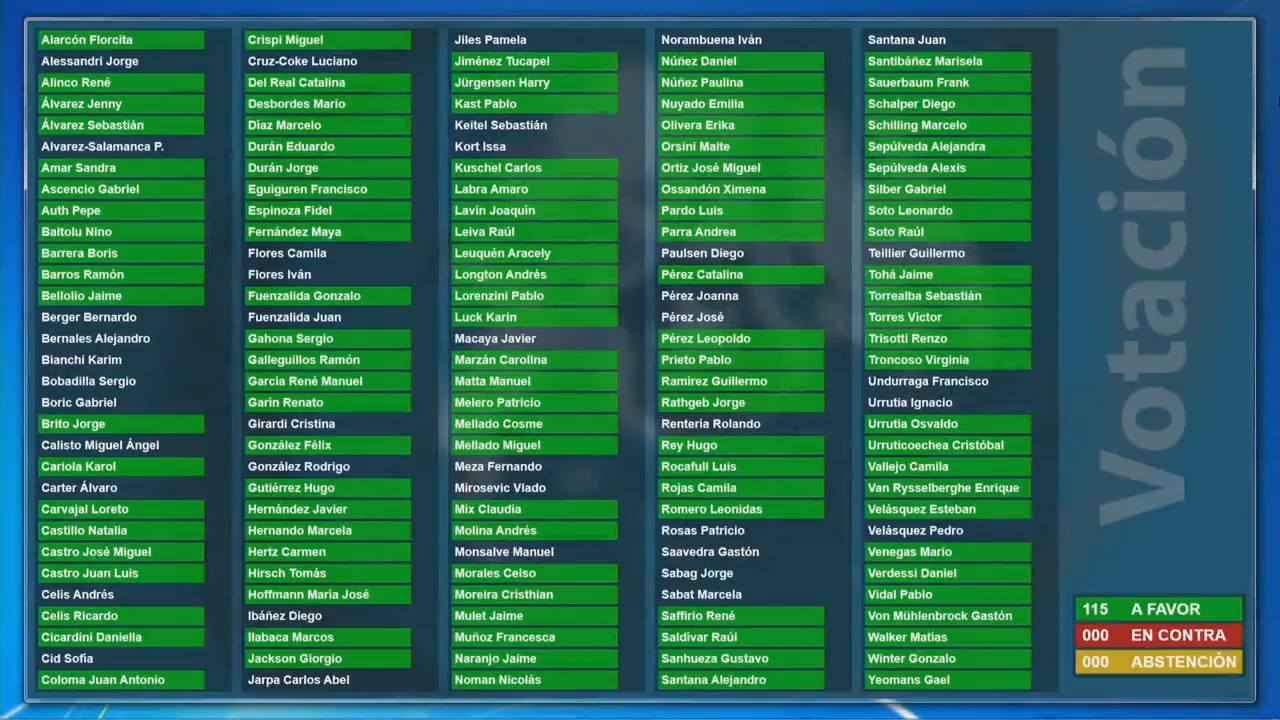 Alarcón Florcita
Alessandri Jorge
Alinco René
Álvarez Jenny
Álvarez Sebastián
Alvarez-Salamanca P.
Amar Sandra
Ascencio Gabriel
Auth Pepe
Baltolu Nino
Barrera Boris
Barros Ramón
Bellolio Jaime
Berger Bernardo
Bernales Alejandro
Bianchi Karim
Bobadilla Sergio
Boric Gabriel
Brito Jorge
Calisto Miguel Ángel
Cariola Karol
Carter Álvaro
Carvajal Loreto
Castillo Natalia
Castro José Miguel
Castro Juan Luis
Celis Andrés
Celis Ricardo
Cicardini Daniella
Cid Sofía
Coloma Juan Antonio
Crispi Miguel
Cruz-Coke Luciano
Del Real Catalina
Desbordes Mario
Díaz Marcelo
Durán Eduardo
Durán Jorge
Eguiguren Francisco
Espinoza Fidel
Fernández Maya
Flores Camila
Flores Iván
Fuenzalida Gonzalo
Fuenzalida Juan
Gahona Sergio
Galleguillos Ramón
García René Manuel
Garín Renato
Girardi Cristina
González Félix
González Rodrigo
Gutiérrez Hugo
Hernández Javier
Hernando Marcela
Hertz Carmen
Hirsch Tomás
Hoffmann María José
Ibáñez Diego
Ilabaca Marcos
Jackson Giorgio
Jarpa Carlos Abel
Jiles Pamela
Jiménez Tucapel
Jürgensen Harry
Kast Pablo
Keitel Sebastián
Kort Issa
Kuschel Carlos
Labra Amaro
Lavín Joaquín
Leiva Raúl
Leuquén Aracely
Longton Andrés
Lorenzini Pablo
Luck Karin
Macaya Javier
Marzán Carolina
Matta Manuel
Melero Patricio
Mellado Cosme
Mellado Miguel
Meza Fernando
Mirosevic Vlado
Mix Claudia
Molina Andrés
Monsalve Manuel
Morales Celso
Moreira Cristhian
Mulet Jaime
Muñoz Francesca
Naranjo Jaime
Noman Nicolás
Norambuena Iván
Núñez Daniel
Núñez Paulina
Nuyado Emilia
Olivera Erika
Orsini Maite
Ortiz José Miguel
Ossandón Ximena
Pardo Luis
Parra Andrea
Paulsen Diego
Pérez Catalina
Pérez Joanna
Pérez José
Pérez Leopoldo
Prieto Pablo
Ramírez Guillermo
Rathgeb Jorge
Rentería Rolando
Rey Hugo
Rocafull Luis
Rojas Camila
Romero Leonidas
Rosas Patricio
Saavedra Gastón
Sabag Jorge
Sabat Marcela
Saffirio René
Saldívar Raúl
Sanhueza Gustavo
Santana Alejandro
Santana Juan
Santibáñez Marisela
Sauerbaum Frank
Schalper Diego
Schilling Marcelo
Sepúlveda Alejandra
Sepúlveda Alexis
Silber Gabriel
Soto Leonardo
Soto Raúl
Teillier Guillermo
Tohá Jaime
Torrealba Sebastián
Torres Víctor
Trisotti Renzo
Troncoso Virginia
Undurraga Francisco
Urrutia Ignacio
Urrutia Osvaldo
Urruticoechea Cristóbal
Vallejo Camila
Van Rysselberghe Enrique
Velásquez Esteban
Velásquez Pedro
Venegas Mario
Verdessi Daniel
Vidal Pablo
Von Mühlenbrock Gastón
Walker Matías
Winter Gonzalo
Yeomans Gael
Votación
115 A FAVOR
000 EN CONTRA
000 ABSTENCIÓN